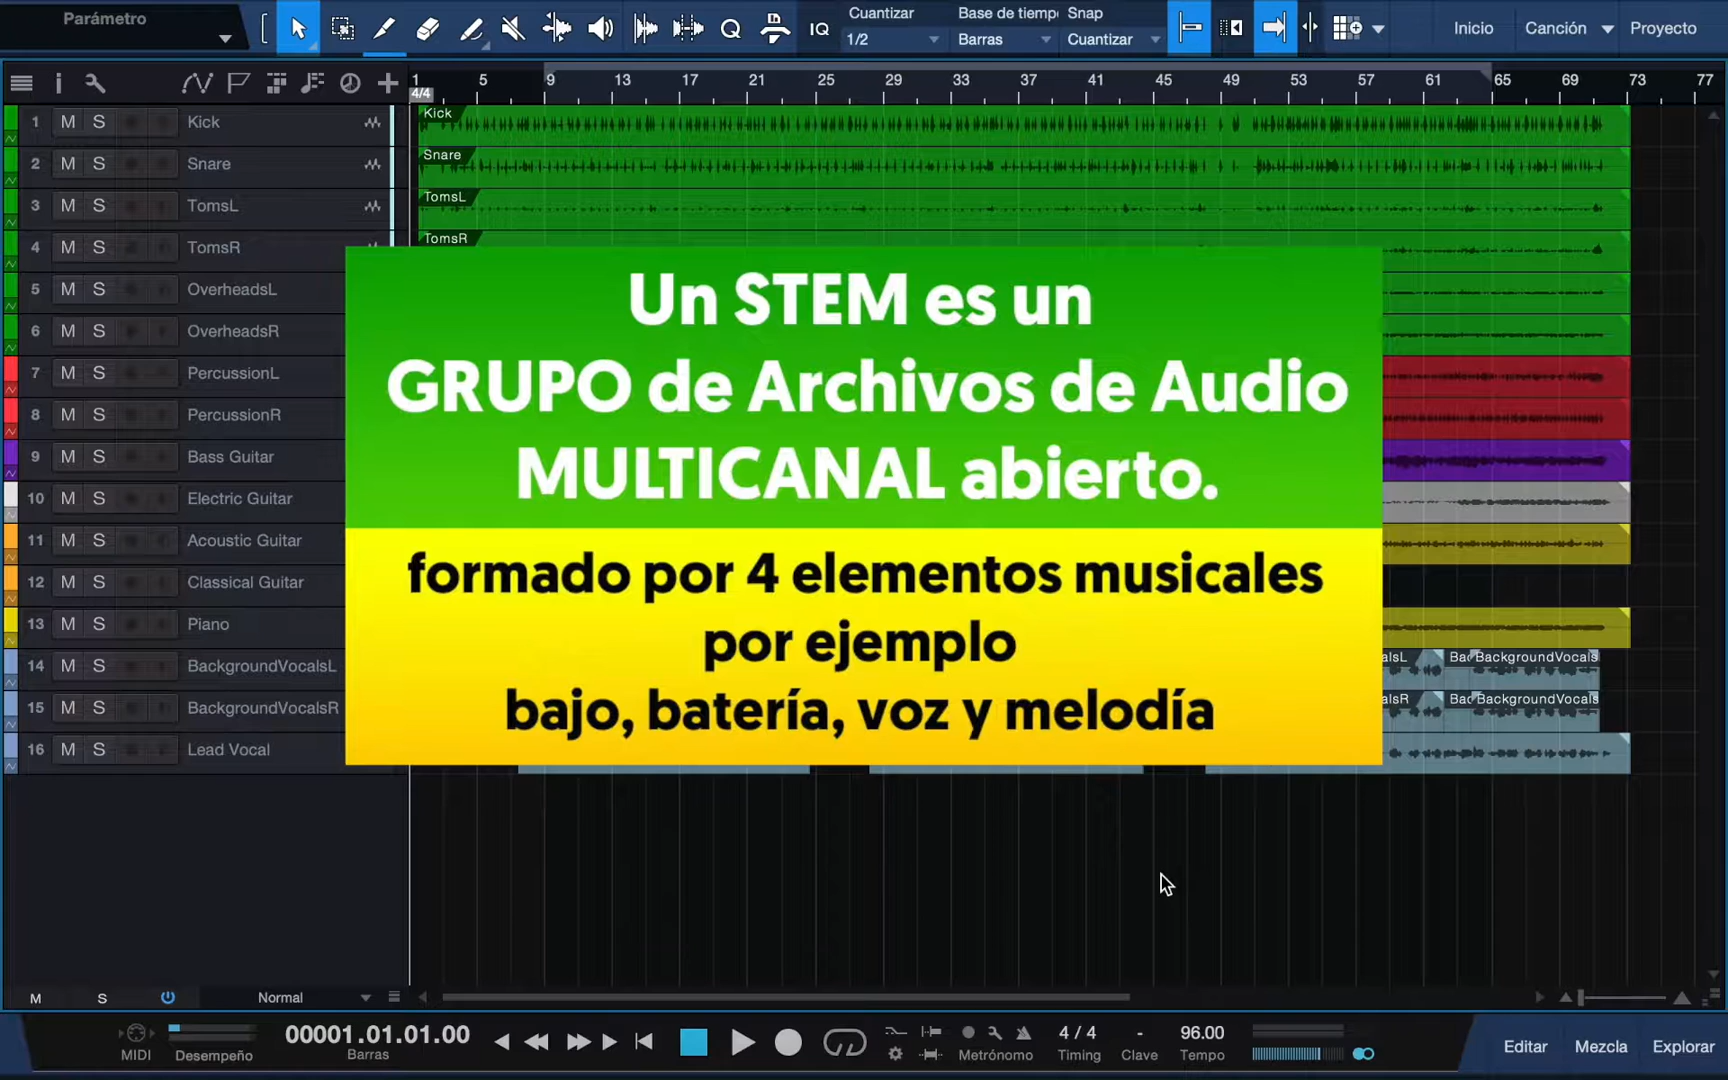 Parámetro
Cuantizar
1/2
Base de tiempo
Barras
Snap
Cuantizar
IQ
Inicio
Canción
Proyecto
1 5 9 13 17 21 25 29 33 37 41 45 49 53 57 61 65 69 73 77
4/4
1 M S Kick
Kick
2 M S Snare
Snare
3 M S TomsL
TomsL
4 M S TomsR
TomsR
5 M S OverheadsL
6 M S OverheadsR
7 M S PercussionL
8 M S PercussionR
9 M S Bass Guitar
10 M S Electric Guitar
11 M S Acoustic Guitar
12 M S Classical Guitar
13 M S Piano
14 M S BackgroundVocalsL
alsL
Bac
BackgroundVocals
15 M S BackgroundVocalsR
alsR
Bac
BackgroundVocals
16 M S Lead Vocal
Un STEM es un
GRUPO de Archivos de Audio
MULTICANAL abierto.
formado por 4 elementos musicales
por ejemplo
bajo, batería, voz y melodía
M S Normal
MIDI
Desempeño
00001.01.01.00
Barras
Metrónomo
4 / 4
Timing
-
Clave
96.00
Tempo
Editar
Mezcla
Explorar